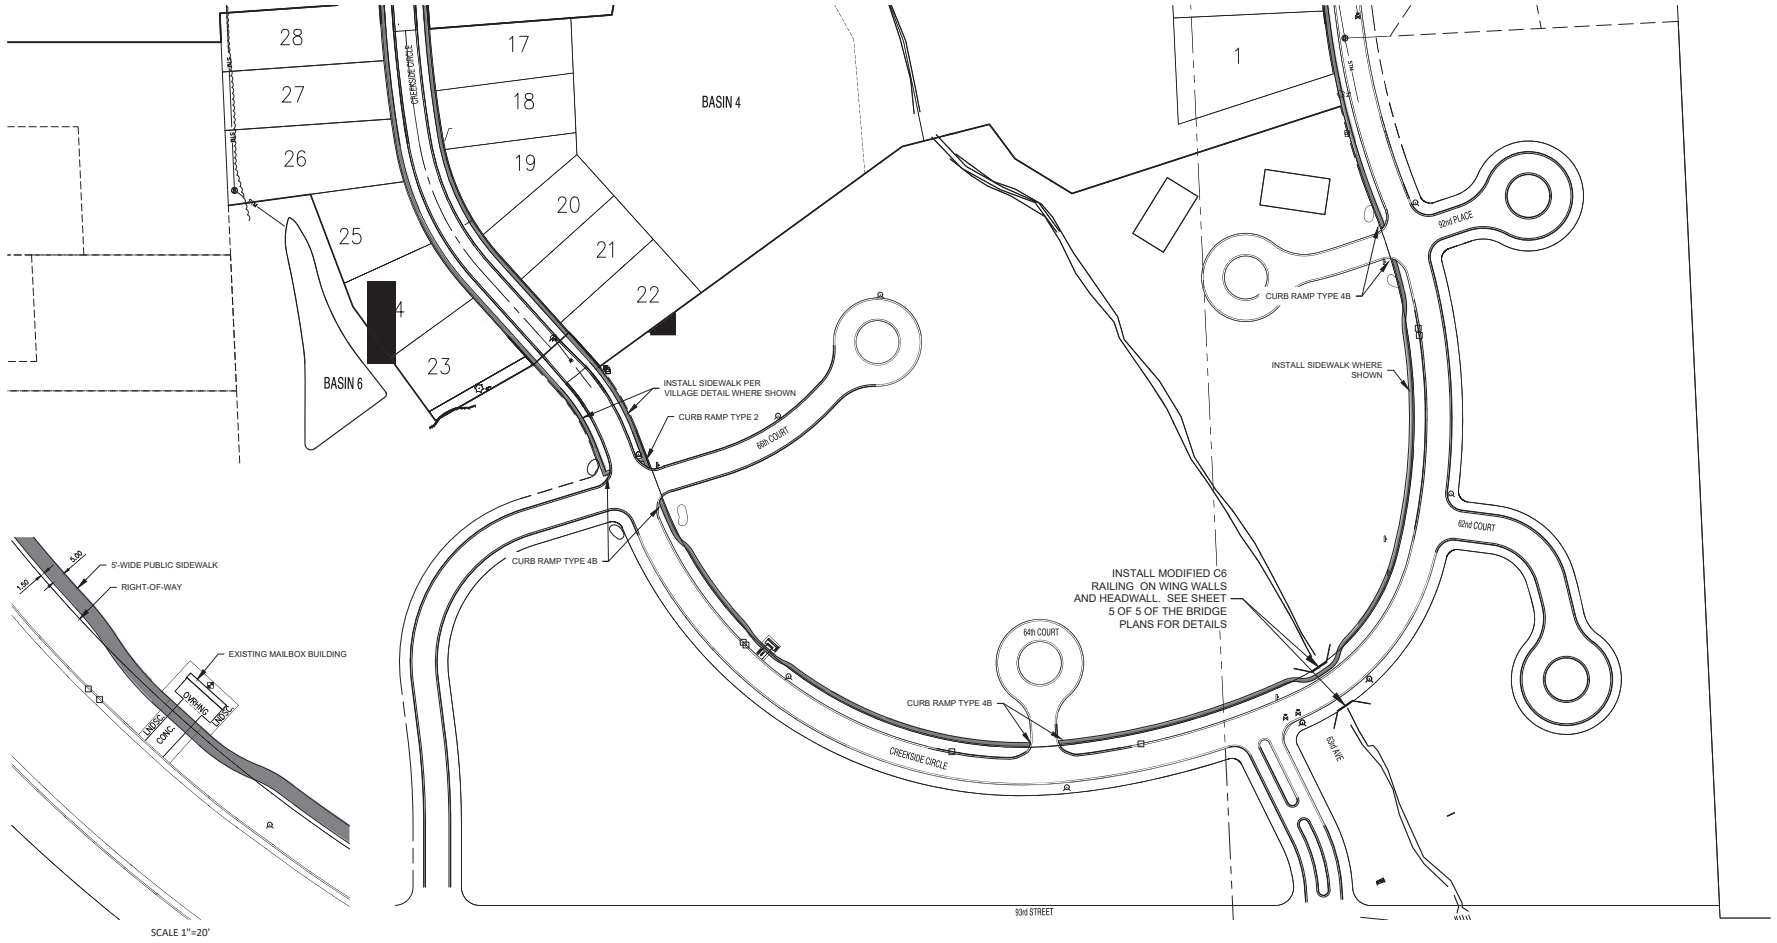 28
27
26
25
4
23
17
18
19
20
21
22
1
CREEKSIDE CIRCLE
BASIN 4
BASIN 6
STM
92nd PLACE
CURB RAMP TYPE 4B
INSTALL SIDEWALK WHERE
SHOWN
INSTALL SIDEWALK PER
VILLAGE DETAIL WHERE SHOWN
CURB RAMP TYPE 2
66th COURT
62nd COURT
CURB RAMP TYPE 4B
INSTALL MODIFIED C6
RAILING ON WING WALLS
AND HEADWALL. SEE SHEET
5 OF 5 OF THE BRIDGE
PLANS FOR DETAILS
64th COURT
CURB RAMP TYPE 4B
CREEKSIDE CIRCLE
63rd AVE
93rd STREET
5.00
1.50
5'-WIDE PUBLIC SIDEWALK
RIGHT-OF-WAY
EXISTING MAILBOX BUILDING
OVRHNG
LNDSC.
CONC.
LNDSC.
SCALE 1"=20'